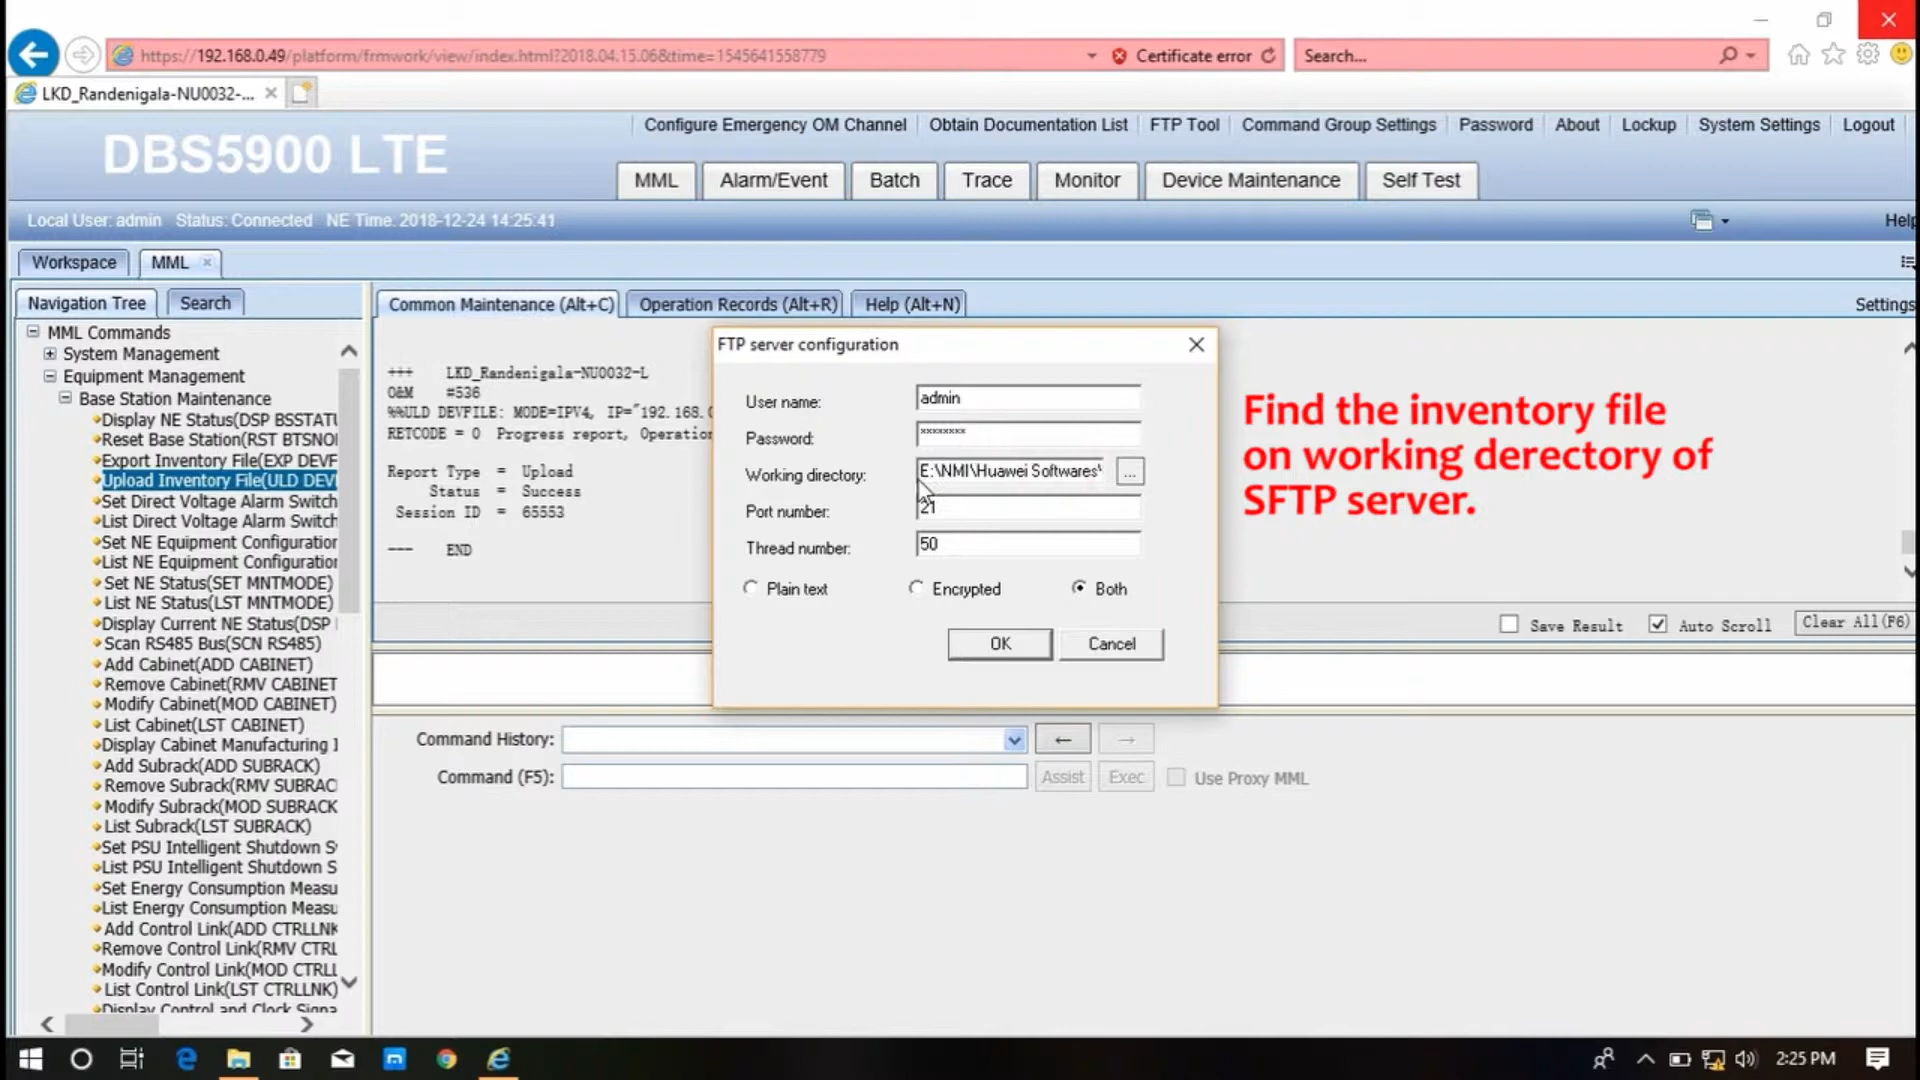 https://192.168.0.49/platform/frmwork/view/index.html?2018.04.15.06&time=1545641558779
Certificate error
Search...
LKD_Randenigala-NU0032-...
Configure Emergency OM Channel
Obtain Documentation List
FTP Tool
Command Group Settings
Password
About
Lockup
System Settings
Logout
DBS5900 LTE
MML
Alarm/Event
Batch
Trace
Monitor
Device Maintenance
Self Test
Local User: admin Status: Connected NE Time: 2018-12-24 14:25:41
Help
Workspace
MML
Navigation Tree
Search
Common Maintenance (Alt+C)
Operation Records (Alt+R)
Help (Alt+N)
Settings
MML Commands
System Management
Equipment Management
Base Station Maintenance
Display NE Status(DSP BSSTATU
Reset Base Station(RST BTSNO
Export Inventory File(EXP DEVF
Upload Inventory File(ULD DEV
Set Direct Voltage Alarm Switch
List Direct Voltage Alarm Switch
Set NE Equipment Configuration
List NE Equipment Configuration
Set NE Status(SET MNTMODE)
List NE Status(LST MNTMODE)
Display Current NE Status(DSP
Scan RS485 Bus(SCN RS485)
Add Cabinet(ADD CABINET)
Remove Cabinet(RMV CABINET
Modify Cabinet(MOD CABINET)
List Cabinet(LST CABINET)
Display Cabinet Manufacturing I
Add Subrack(ADD SUBRACK)
Remove Subrack(RMV SUBRAC
Modify Subrack(MOD SUBRACK
List Subrack(LST SUBRACK)
Set PSU Intelligent Shutdown S
List PSU Intelligent Shutdown S
Set Energy Consumption Measu
List Energy Consumption Measu
Add Control Link(ADD CTRLLNK
Remove Control Link(RMV CTRL
Modify Control Link(MOD CTRLL
List Control Link(LST CTRLLNK)
Display Control and Clock Signa
+++ LKD_Randenigala-NU0032-L
O&M #536
%%ULD DEVFILE: MODE=IPV4, IP="192.168.
RETCODE = 0 Progress report, Operation
Report Type = Upload
Status = Success
Session ID = 65553
--- END
FTP server configuration
User name: admin
Password: ********
Working directory: E:\NMI\Huawei Softwares\ ...
Port number: 21
Thread number: 50
Plain text
Encrypted
Both
OK
Cancel
Find the inventory file
on working derectory of
SFTP server.
Save Result
Auto Scroll
Clear All(F6)
Command History:
← →
Command (F5):
Assist
Exec
Use Proxy MML
2:25 PM